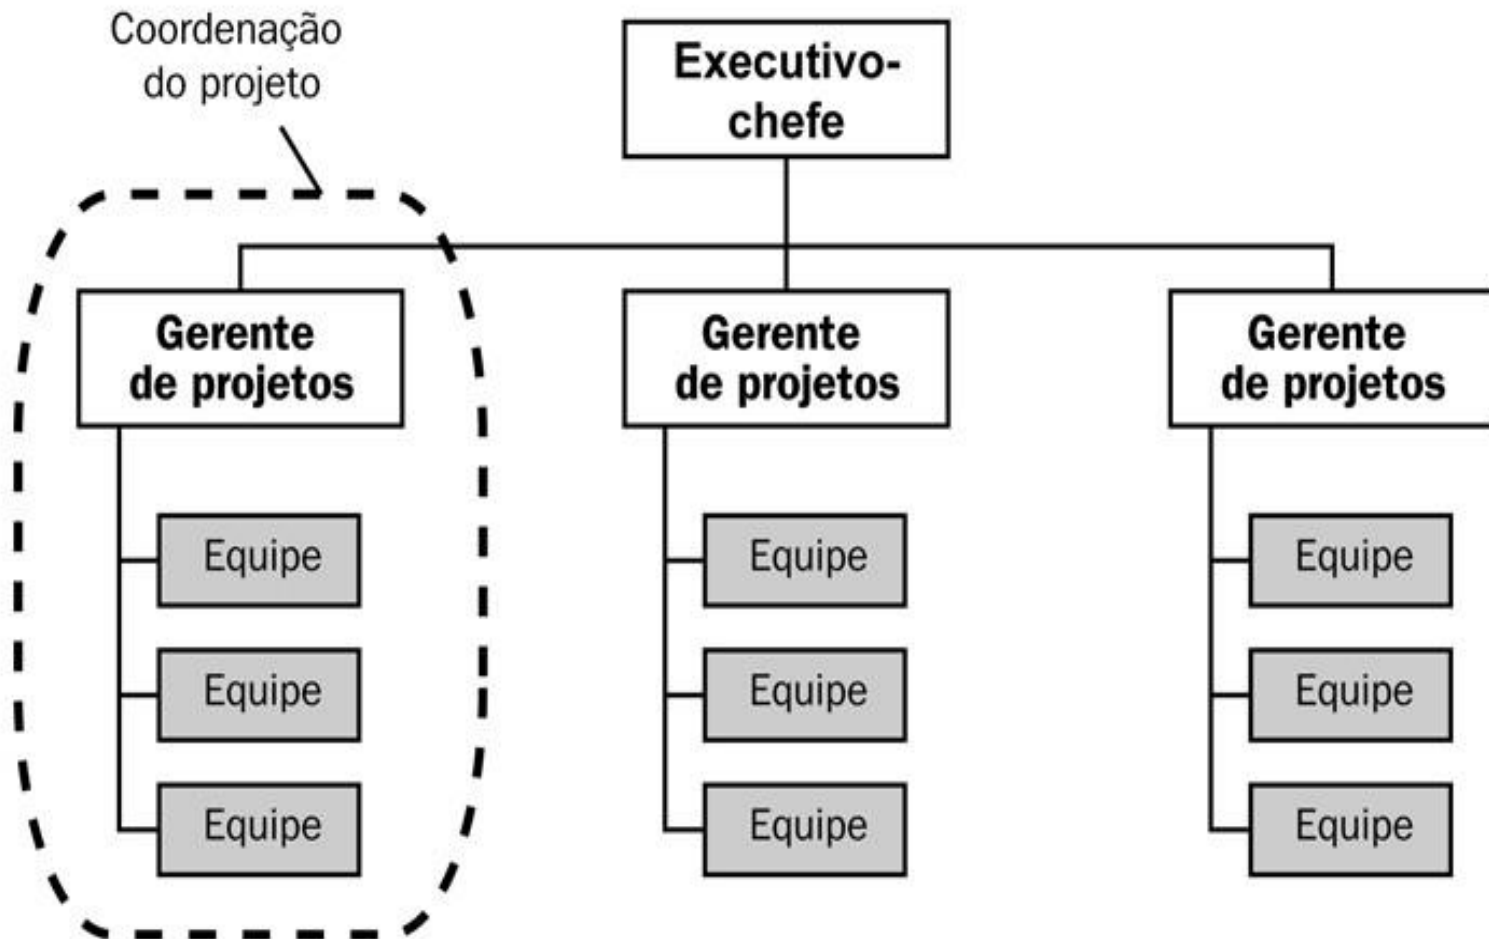 Coordenação
do projeto
Executivo-
chefe
Gerente
de projetos
Gerente
de projetos
Gerente
de projetos
Equipe
Equipe
Equipe
Equipe
Equipe
Equipe
Equipe
Equipe
Equipe